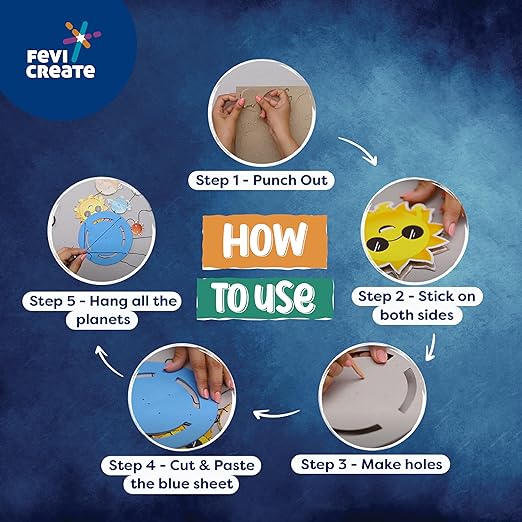 FEVI
CREATE
Step 1 - Punch Out
HOW
TO USE
Step 2 - Stick on
both sides
Step 3 - Make holes
Step 4 - Cut & Paste
the blue sheet
Step 5 - Hang all the
planets